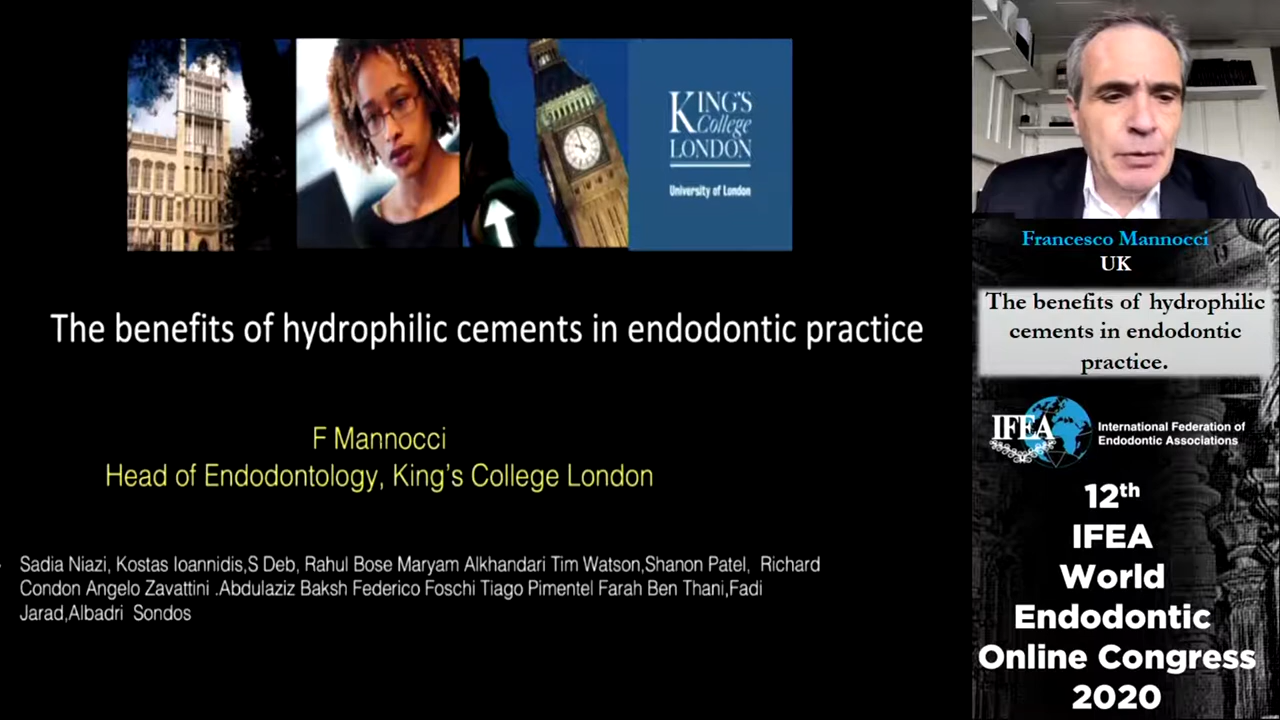 KING'S
College
LONDON
University of London
The benefits of hydrophilic cements in endodontic practice
F Mannocci
Head of Endodontology, King's College London
Sadia Niazi, Kostas Ioannidis,S Deb, Rahul Bose Maryam Alkhandari Tim Watson,Shanon Patel, Richard
Condon Angelo Zavattini .Abdulaziz Baksh Federico Foschi Tiago Pimentel Farah Ben Thani,Fadi
Jarad,Albadri Sondos
Francesco Mannocci
UK
The benefits of hydrophilic
cements in endodontic
practice.
IFEA
International Federation of
Endodontic Associations
12th
IFEA
World
Endodontic
Online Congress
2020